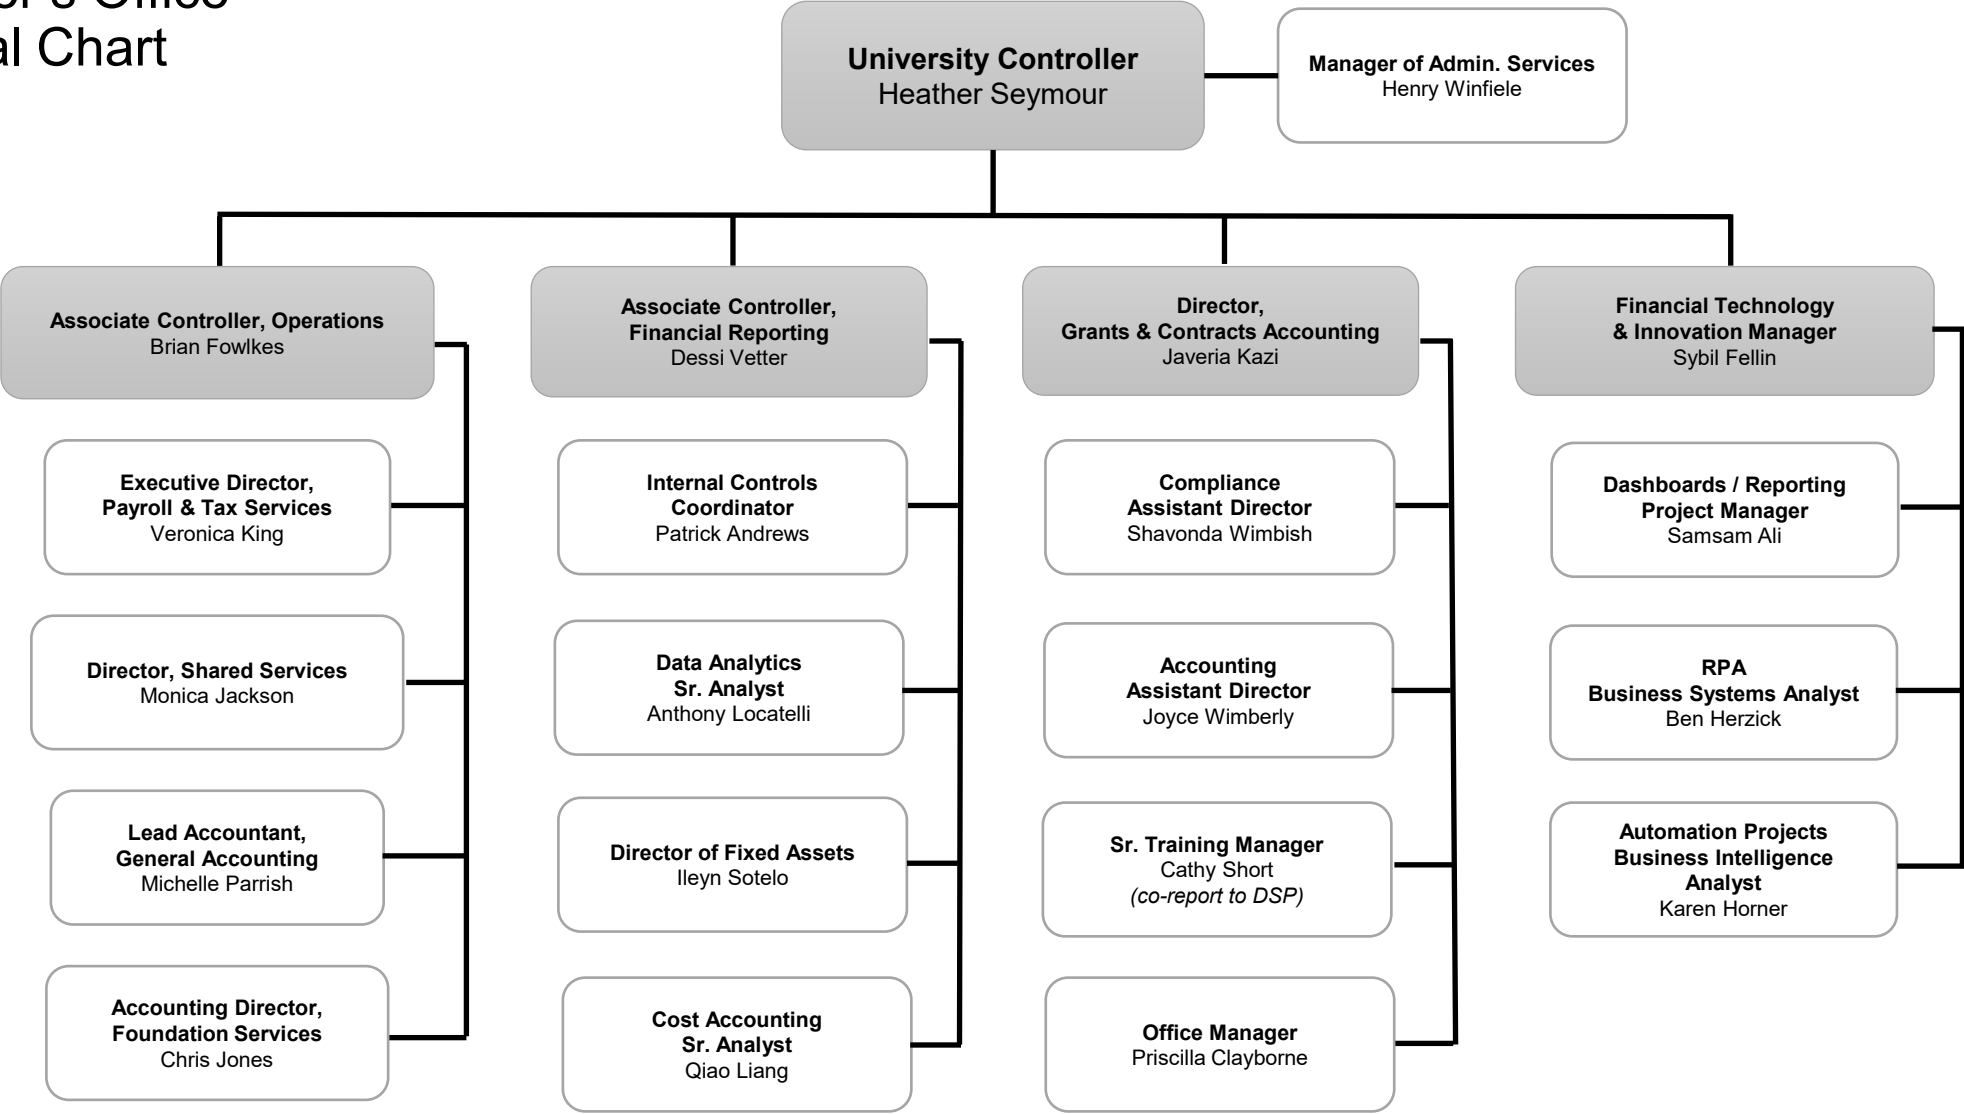 Office
al Chart
University Controller
Heather Seymour
Manager of Admin. Services
Henry Winfiele
Associate Controller, Operations
Brian Fowlkes
Executive Director,
Payroll & Tax Services
Veronica King
Director, Shared Services
Monica Jackson
Lead Accountant,
General Accounting
Michelle Parrish
Accounting Director,
Foundation Services
Chris Jones
Associate Controller,
Financial Reporting
Dessi Vetter
Internal Controls
Coordinator
Patrick Andrews
Data Analytics
Sr. Analyst
Anthony Locatelli
Director of Fixed Assets
Ileyn Sotelo
Cost Accounting
Sr. Analyst
Qiao Liang
Director,
Grants & Contracts Accounting
Javeria Kazi
Compliance
Assistant Director
Shavonda Wimbish
Accounting
Assistant Director
Joyce Wimberly
Sr. Training Manager
Cathy Short
(co-report to DSP)
Office Manager
Priscilla Clayborne
Financial Technology
& Innovation Manager
Sybil Fellin
Dashboards / Reporting
Project Manager
Samsam Ali
RPA
Business Systems Analyst
Ben Herzick
Automation Projects
Business Intelligence
Analyst
Karen Horner